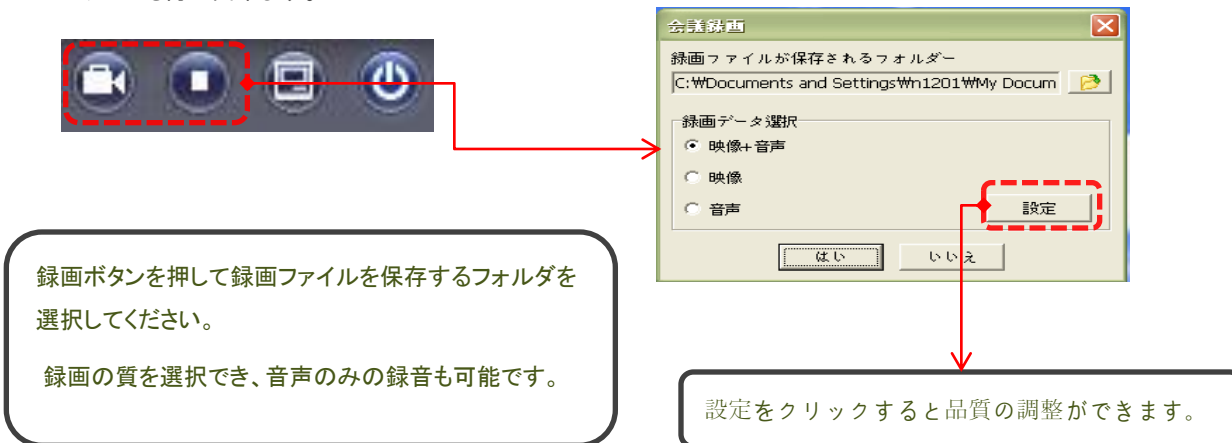 会議録画
録画ファイルが保存されるフォルダー
C:￦Documents and Settings￦n1201￦My Docum
録画データ選択
映像+音声
映像
音声
設定
はい
いいえ
録画ボタンを押して録画ファイルを保存するフォルダを
選択してください。
録画の質を選択でき、音声のみの録音も可能です。
設定をクリックすると品質の調整ができます。